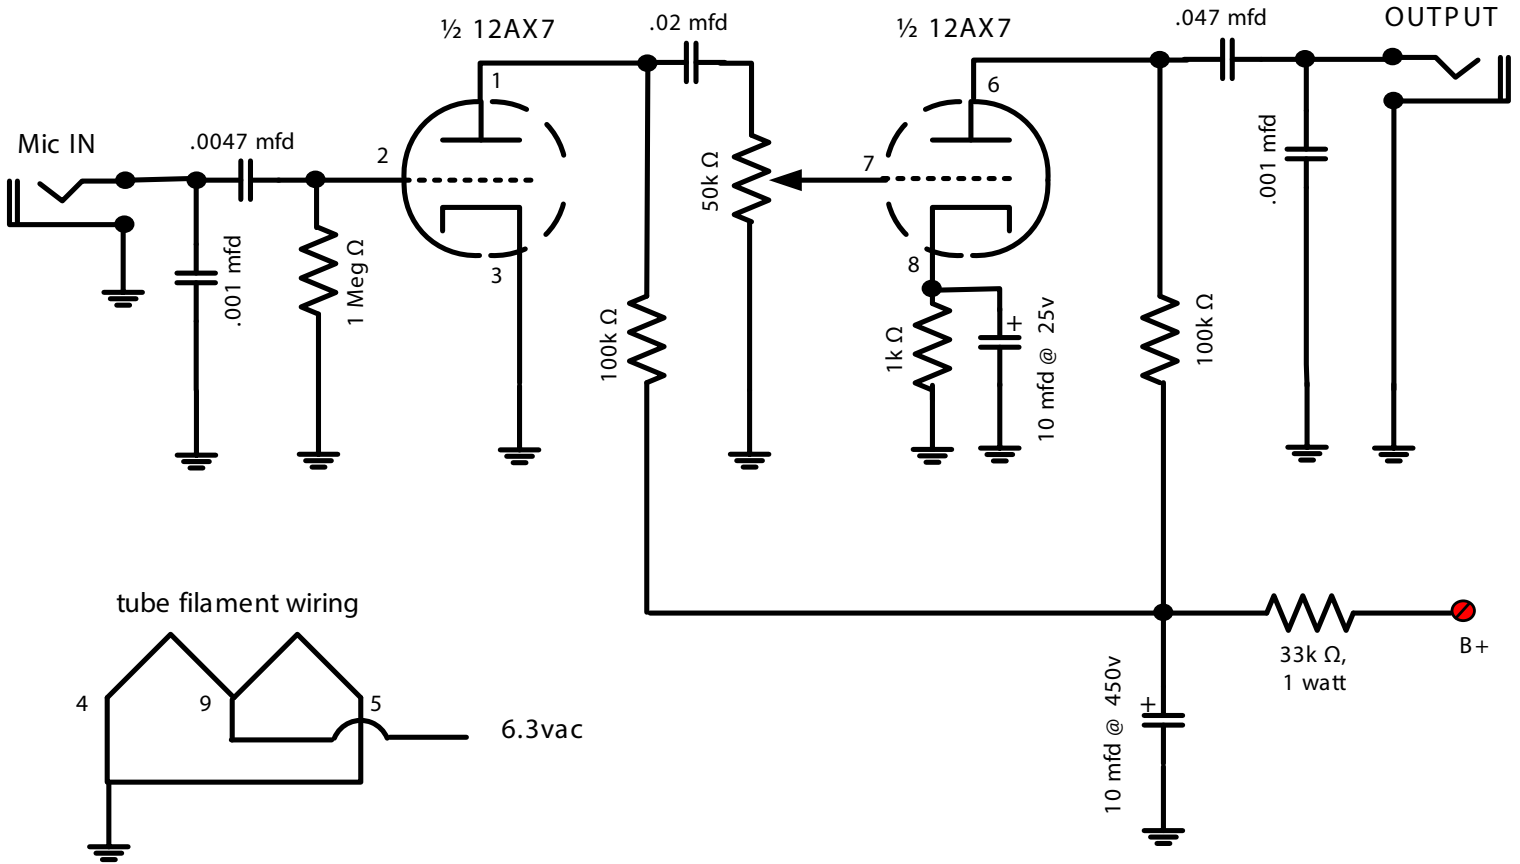 ½ 12AX7
.02 mfd
½ 12AX7
.047 mfd
OUTPUT
1
6
Mic IN
.0047 mfd
2
50k Ω
7
.001 mfd
.001 mfd
1 Meg Ω
3
8
100k Ω
1k Ω
+
10 mfd @ 25v
100k Ω
tube filament wiring
4
9
5
6.3vac
B+
33k Ω,
1 watt
+
10 mfd @ 450v